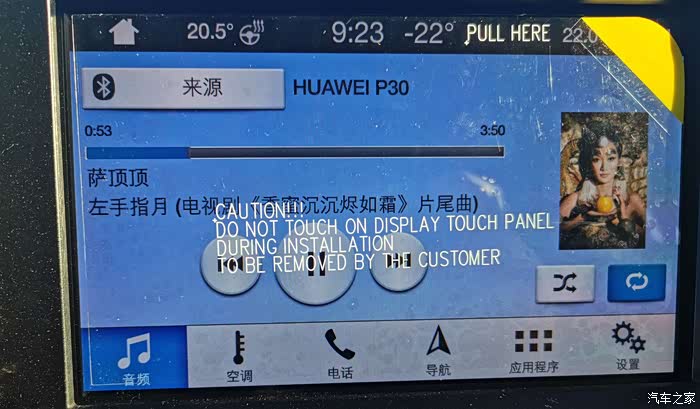 20.5° 9:23 -22° PULL HERE 22.0
来源 HUAWEI P30
0:53 3:50
萨顶顶
左手指月 (电视剧《香蜜沉沉烬如霜》片尾曲)
CAUTION!!!
DO NOT TOUCH ON DISPLAY TOUCH PANEL
DURING INSTALLATION
TO BE REMOVED BY THE CUSTOMER
音频 空调 电话 导航 应用程序 设置
汽车之家